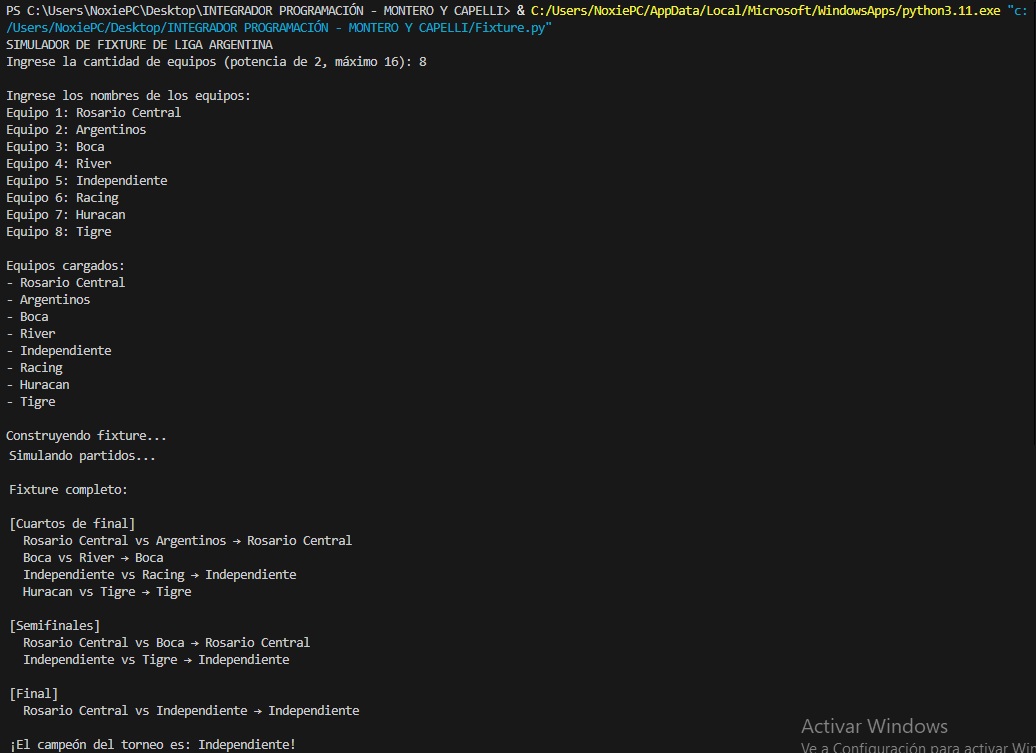 PS C:\Users\NoxiePC\Desktop\INTEGRADOR PROGRAMACIÓN - MONTERO Y CAPELLI> & C:/Users/NoxiePC/AppData/Local/Microsoft/WindowsApps/python3.11.exe "c:
/Users/NoxiePC/Desktop/INTEGRADOR PROGRAMACIÓN - MONTERO Y CAPELLI/Fixture.py"
SIMULADOR DE FIXTURE DE LIGA ARGENTINA
Ingrese la cantidad de equipos (potencia de 2, máximo 16): 8
Ingrese los nombres de los equipos:
Equipo 1: Rosario Central
Equipo 2: Argentinos
Equipo 3: Boca
Equipo 4: River
Equipo 5: Independiente
Equipo 6: Racing
Equipo 7: Huracan
Equipo 8: Tigre
Equipos cargados:
- Rosario Central
- Argentinos
- Boca
- River
- Independiente
- Racing
- Huracan
- Tigre
Construyendo fixture...
Simulando partidos...
Fixture completo:
[Cuartos de final]
Rosario Central vs Argentinos → Rosario Central
Boca vs River → Boca
Independiente vs Racing → Independiente
Huracan vs Tigre → Tigre
[Semifinales]
Rosario Central vs Boca → Rosario Central
Independiente vs Tigre → Independiente
[Final]
Rosario Central vs Independiente → Independiente
¡El campeón del torneo es: Independiente!
Activar Windows
Ve a Configuración para activar Win